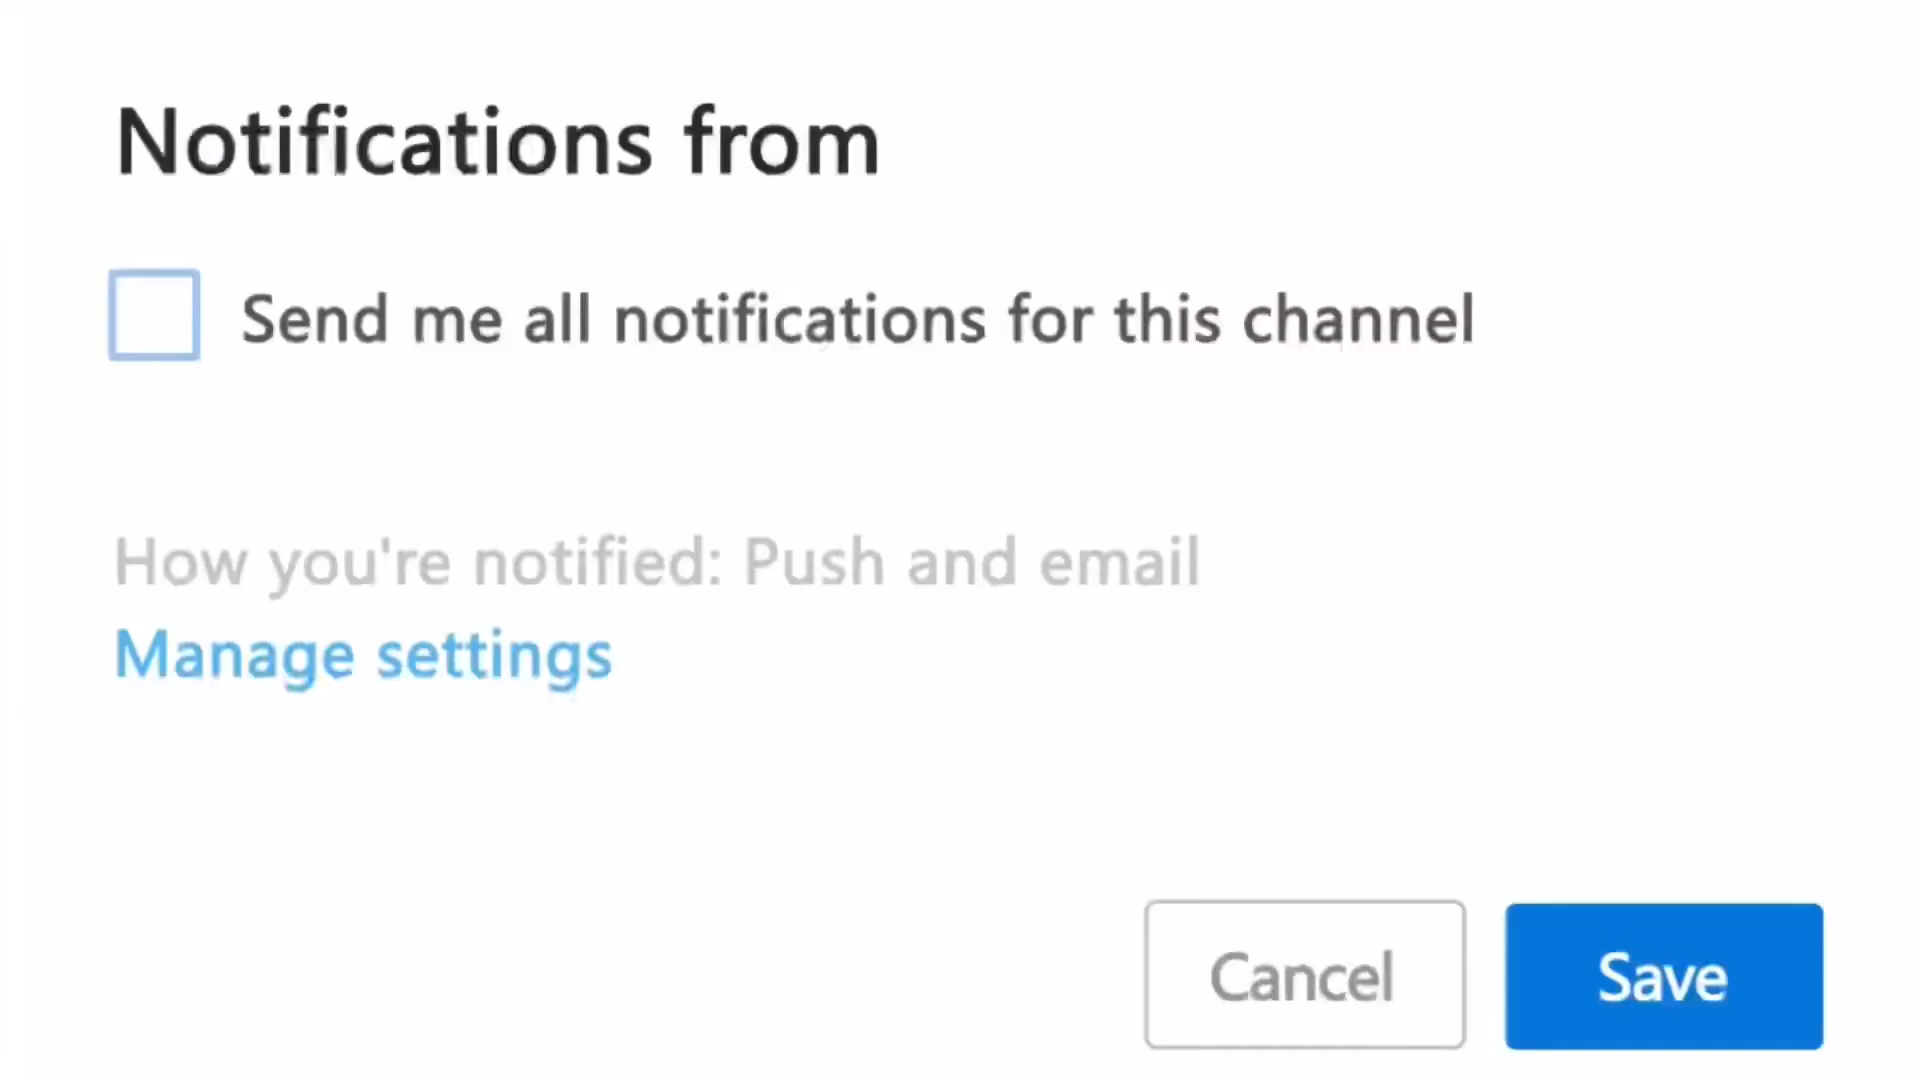 Notifications from
Send me all notifications for this channel
How you're notified: Push and email
Manage settings
Cancel
Save